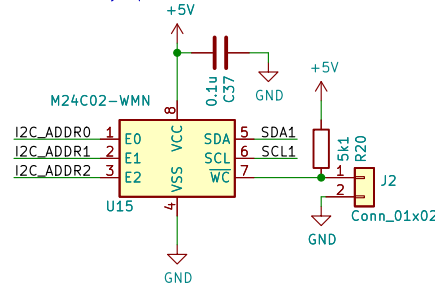 +5V
0.1u
C37
GND
+5V
M24C02-WMN
8
I2C_ADDR0 1 E0 VCC SDA 5 SDA1
I2C_ADDR1 2 E1 SCL 6 SCL1
I2C_ADDR2 3 E2 VSS WC 7
5k1
R20
1
J2
2
U15
4
Conn_01x02
GND
GND